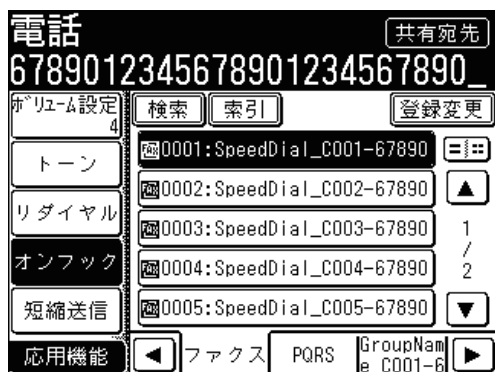 電話
共有宛先
678901234567890123456 7890_
ボリューム設定
4
検索
索引
登録変更
トーン
リダイヤル
オンフック
短縮送信
応用機能
0001:SpeedDial_C001-67890
0002:SpeedDial_C002-67890
0003:SpeedDial_C003-67890
0004:SpeedDial_C004-67890
0005:SpeedDial_C005-67890
1
/
2
ファクス
PQRS
GroupNam
e C001-6